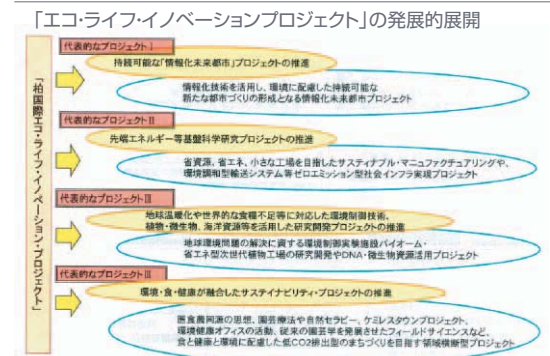 「エコ・ライフ・イノベーションプロジェクト」の発展的展開
「柏国際エコ・ライフ・イノベーション・プロジェクト」
代表的なプロジェクトⅠ
持続可能な「情報化未来都市」プロジェクトの推進
情報化技術を活用し、環境に配慮した持続可能な
新たな都市づくりの形成となる情報化未来都市プロジェクト
代表的なプロジェクトⅡ
先端エネルギー等基盤科学研究プロジェクトの推進
省資源、省エネ、小さな工場を目指したサスティナブル・マニュファクチュアリングや、
環境調和型輸送システム等ゼロエミッション型社会インフラ実現プロジェクト
代表的なプロジェクトⅢ
地球温暖化や世界的な食糧不足等に対応した環境制御技術、
植物・微生物、海洋資源等を活用した研究開発プロジェクトの推進
地球環境問題の解決に資する環境制御実験施設バイオーム・
省エネ型次世代植物工場の研究開発やDNA・微生物資源活用プロジェクト
代表的なプロジェクトⅢ
環境・食・健康が融合したサステイナビリティ・プロジェクトの推進
医食農同源の思想、園芸療法や自然セラピー、ケミレスタウンプロジェクト、
環境健康オフィスの活動、従来の園芸学を発展させたフィールドサイエンスなど、
食と健康と環境に配慮した低CO2排出型のまちづくりを目指す領域横断型プロジェクト